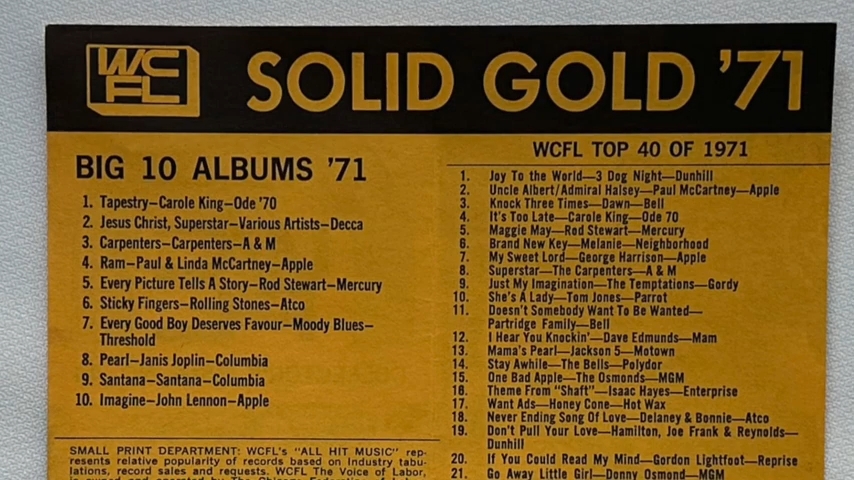 WCFL
SOLID GOLD '71
BIG 10 ALBUMS '71
1. Tapestry—Carole King—Ode '70
2. Jesus Christ, Superstar—Various Artists—Decca
3. Carpenters—Carpenters—A & M
4. Ram—Paul & Linda McCartney—Apple
5. Every Picture Tells A Story—Rod Stewart—Mercury
6. Sticky Fingers—Rolling Stones—Atco
7. Every Good Boy Deserves Favour—Moody Blues—
Threshold
8. Pearl—Janis Joplin—Columbia
9. Santana—Santana—Columbia
10. Imagine—John Lennon—Apple
SMALL PRINT DEPARTMENT: WCFL's "ALL HIT MUSIC" rep-
resents relative popularity of records based on Industry tabu-
lations, record sales and requests. WCFL The Voice of Labor,
is owned and operated by The Chicago Federation of
WCFL TOP 40 OF 1971
1. Joy To the World—3 Dog Night—Dunhill
2. Uncle Albert/Admiral Halsey—Paul McCartney—Apple
3. Knock Three Times—Dawn—Bell
4. It's Too Late—Carole King—Ode 70
5. Maggie May—Rod Stewart—Mercury
6. Brand New Key—Melanie—Neighborhood
7. My Sweet Lord—George Harrison—Apple
8. Superstar—The Carpenters—A & M
9. Just My Imagination—The Temptations—Gordy
10. She's A Lady—Tom Jones—Parrot
11. Doesn't Somebody Want To Be Wanted—
Partridge Family—Bell
12. I Hear You Knockin'—Dave Edmunds—Mam
13. Mama's Pearl—Jackson 5—Motown
14. Stay Awhile—The Bells—Polydor
15. One Bad Apple—The Osmonds—MGM
16. Theme From "Shaft"—Isaac Hayes—Enterprise
17. Want Ads—Honey Cone—Hot Wax
18. Never Ending Song Of Love—Delaney & Bonnie—Atco
19. Don't Pull Your Love—Hamilton, Joe Frank & Reynolds—
Dunhill
20. If You Could Read My Mind—Gordon Lightfoot—Reprise
21. Go Away Little Girl—Donny Osmond—MGM